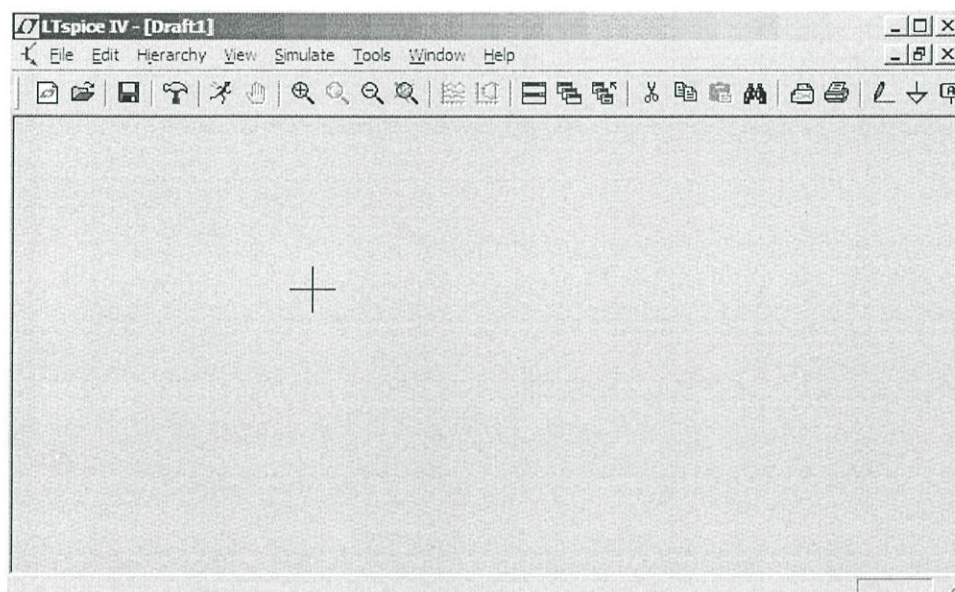 LTspice IV - [Draft1]
File Edit Hierarchy View Simulate Tools Window Help